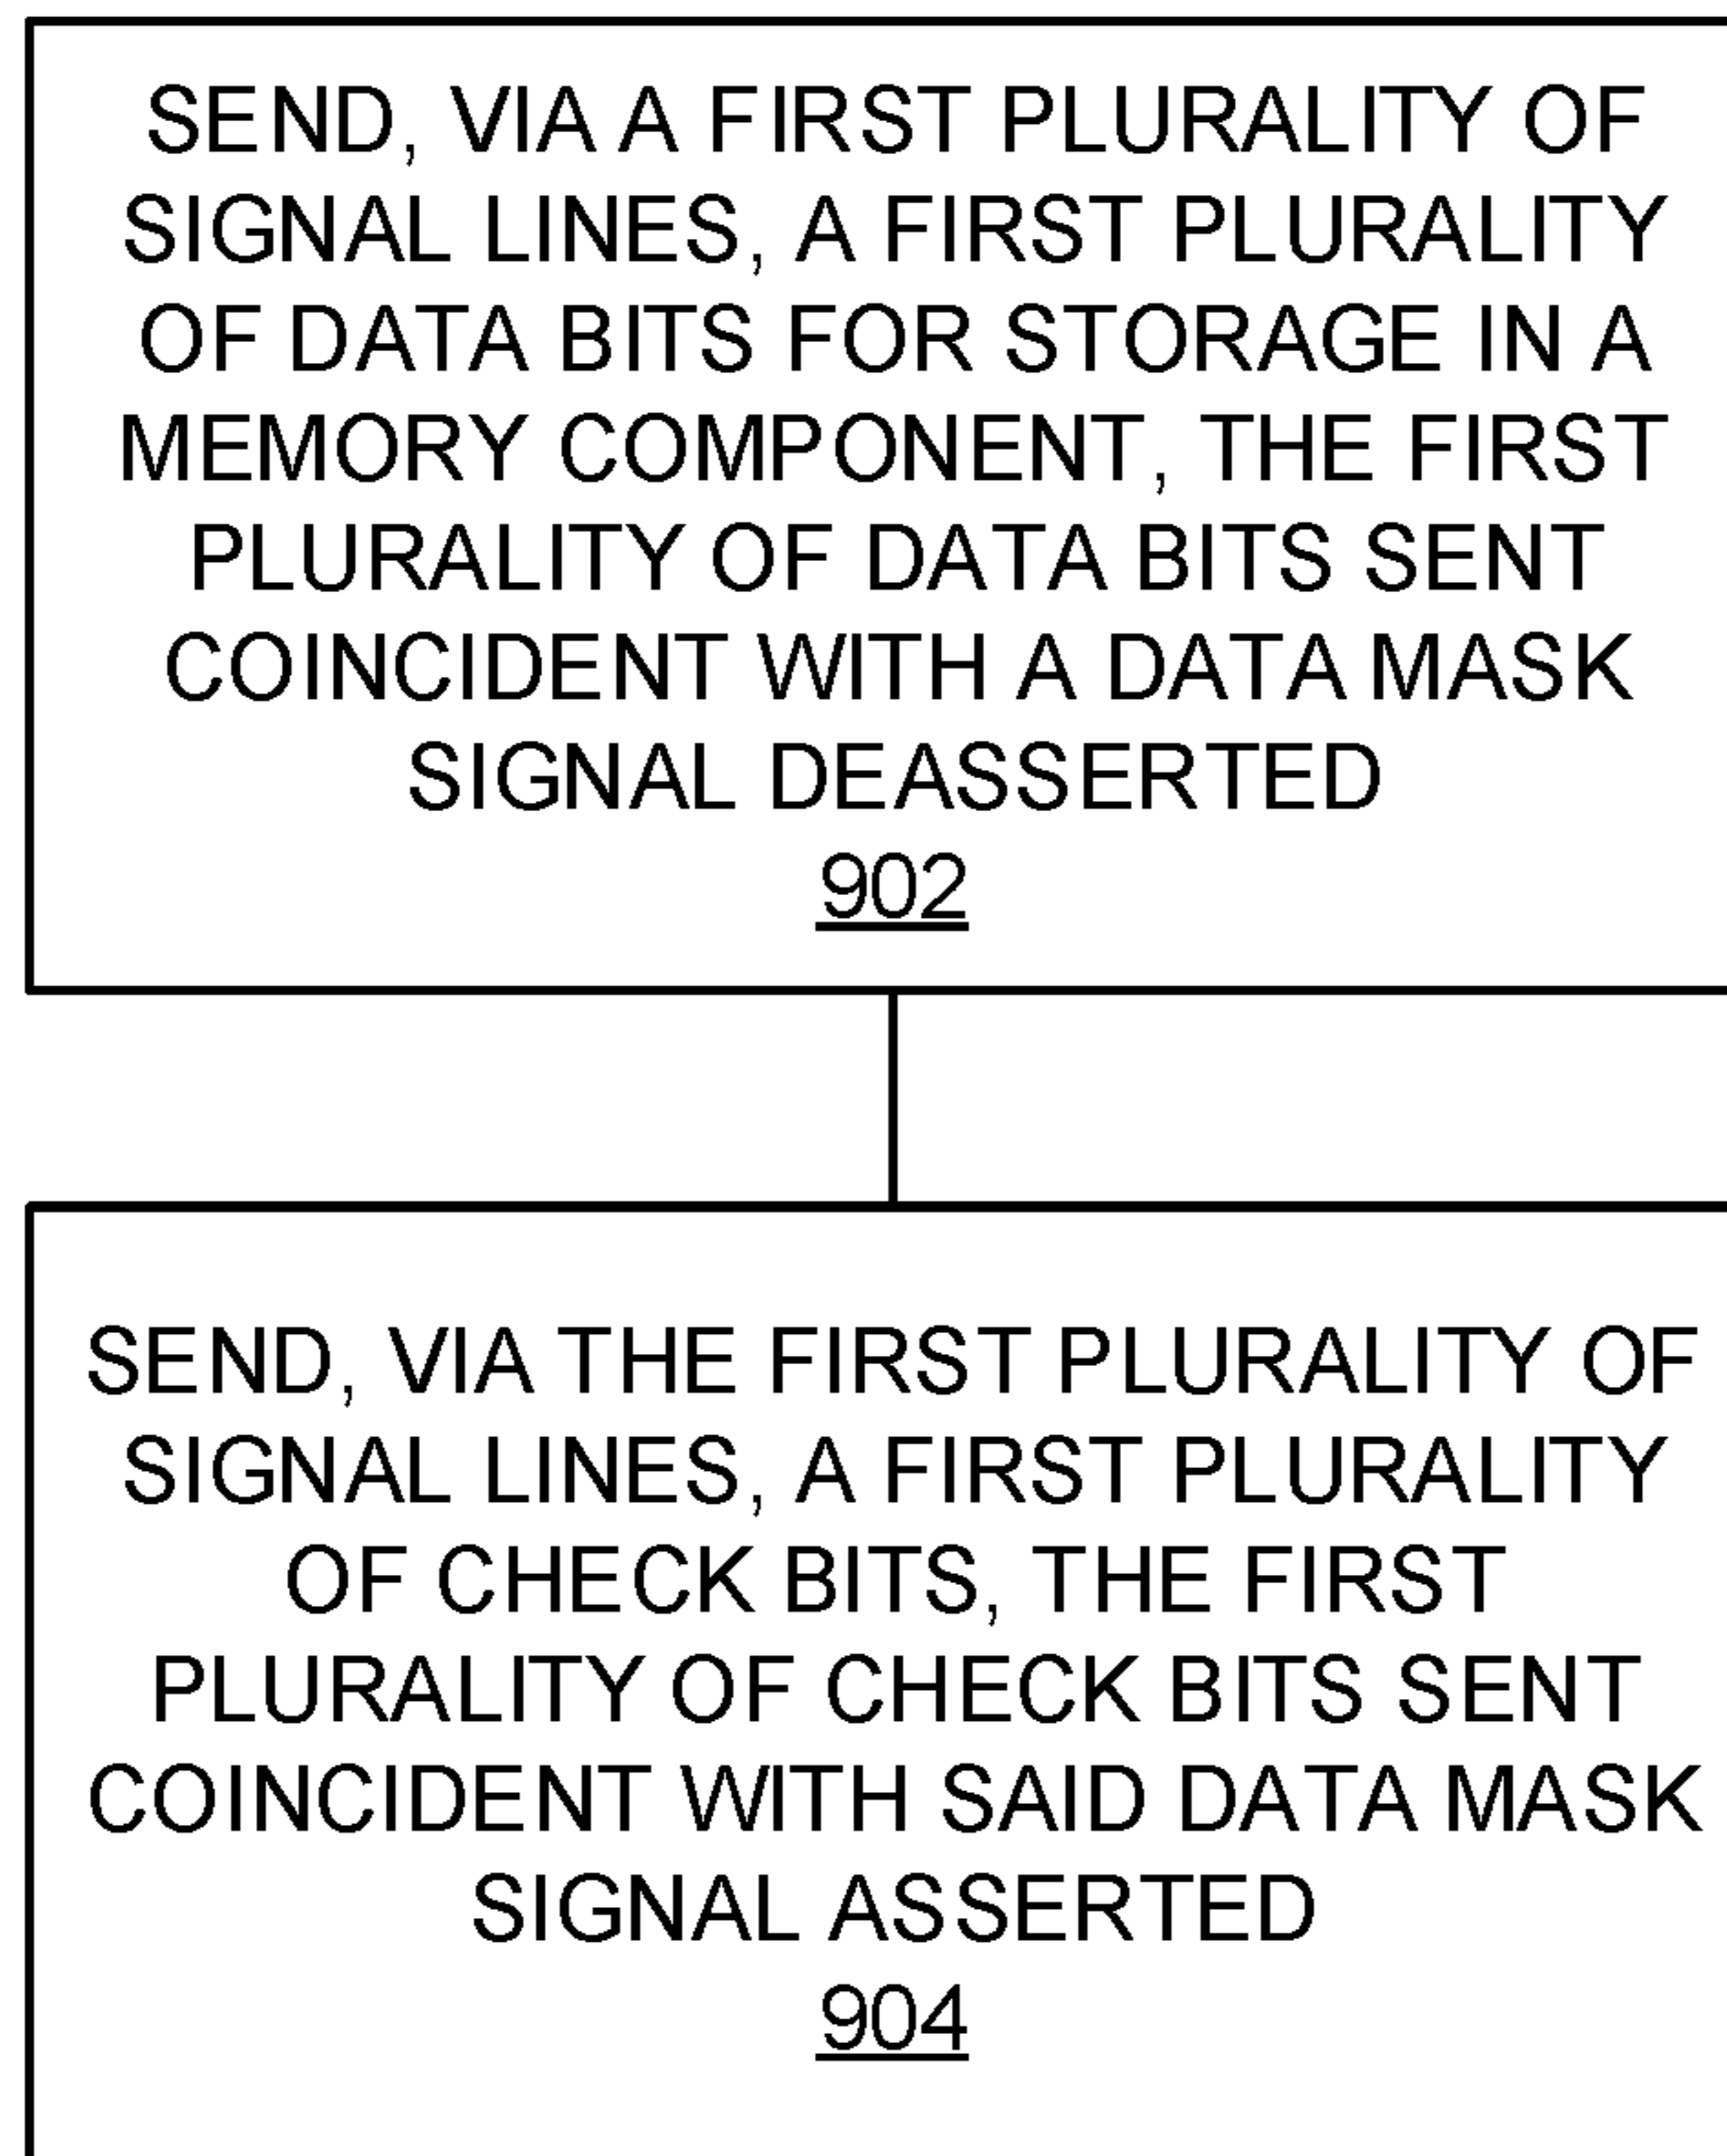 SEND, VIA A FIRST PLURALITY OF
SIGNAL LINES, A FIRST PLURALITY
OF DATA BITS FOR STORAGE IN A
MEMORY COMPONENT, THE FIRST
PLURALITY OF DATA BITS SENT
COINCIDENT WITH A DATA MASK
SIGNAL DEASSERTED
902
SEND, VIA THE FIRST PLURALITY OF
SIGNAL LINES, A FIRST PLURALITY
OF CHECK BITS, THE FIRST
PLURALITY OF CHECK BITS SENT
COINCIDENT WITH SAID DATA MASK
SIGNAL ASSERTED
904